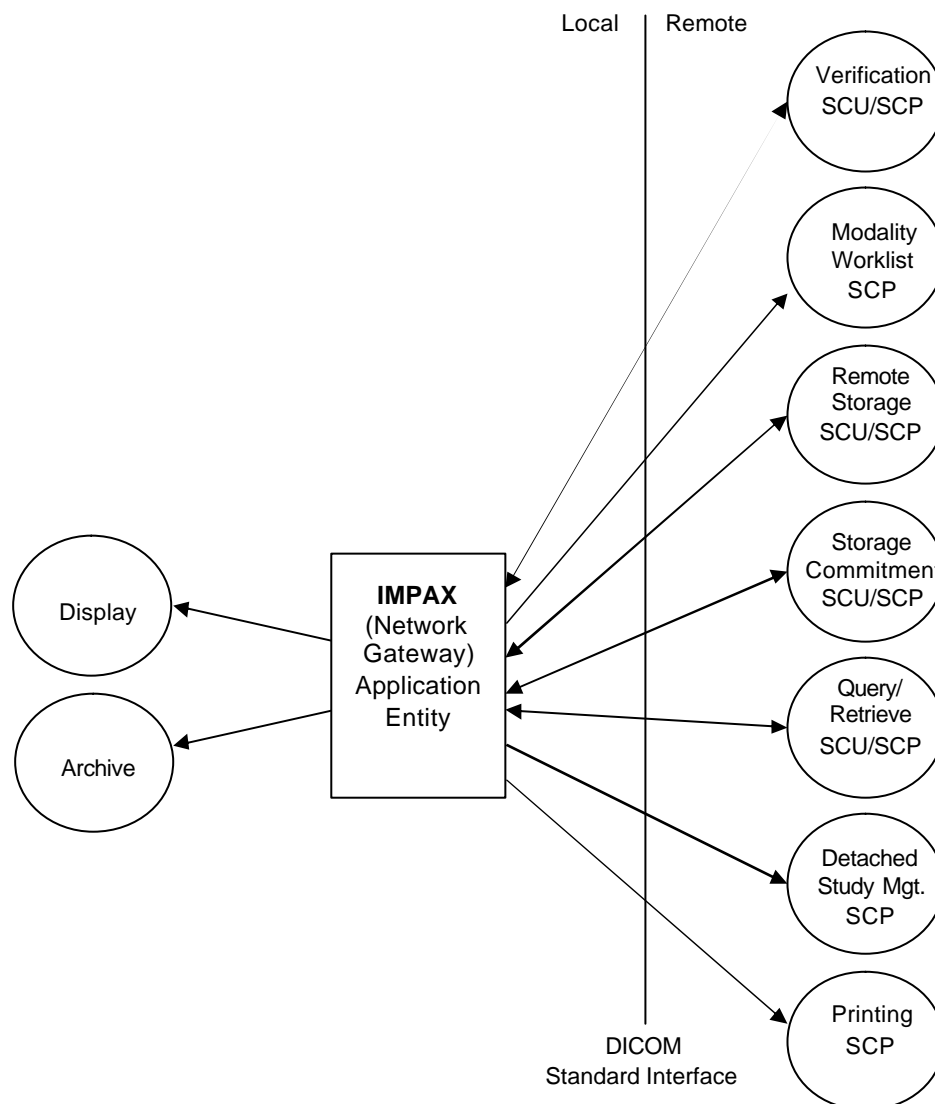 Local
Remote
Verification
SCU/SCP
Modality
Worklist
SCP
Remote
Storage
SCU/SCP
Storage
Commitment
SCU/SCP
Query/
Retrieve
SCU/SCP
Detached
Study Mgt.
SCP
Printing
SCP
IMPAX
(Network
Gateway)
Application
Entity
Display
Archive
DICOM
Standard Interface